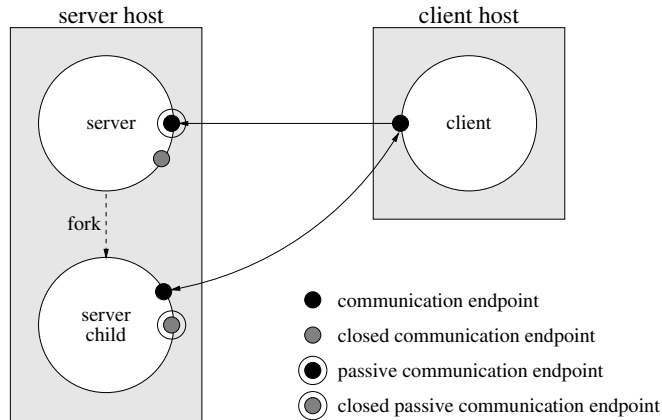 server host
client host
server
client
fork
server
child
communication endpoint
closed communication endpoint
passive communication endpoint
closed passive communication endpoint